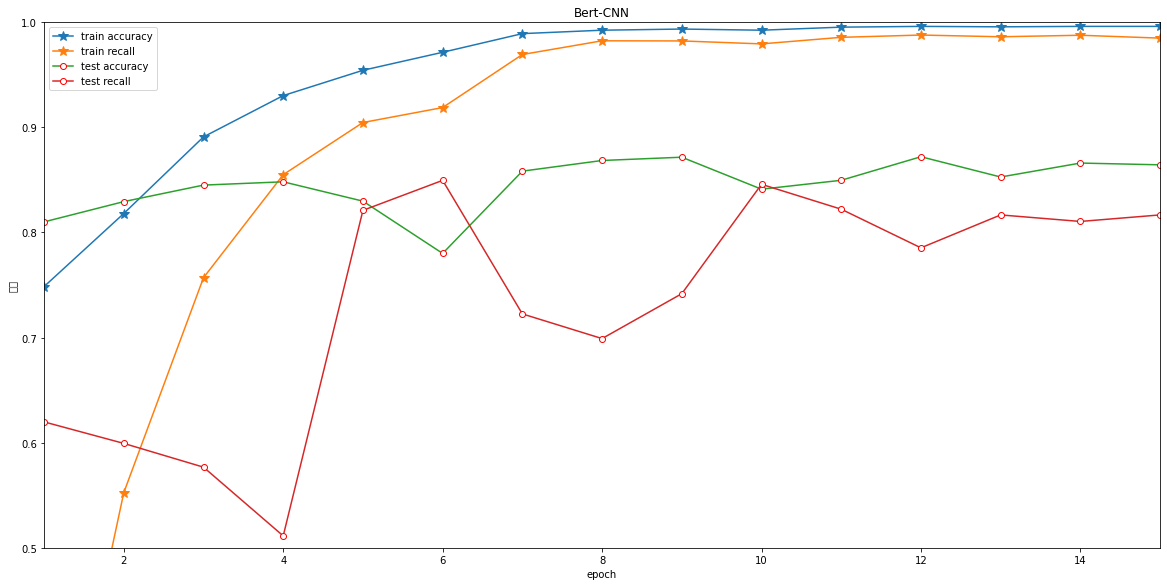 Bert-CNN
train accuracy
train recall
test accuracy
test recall
1.0
0.9
0.8
0.7
0.6
0.5
2 4 6 8 10 12 14
epoch